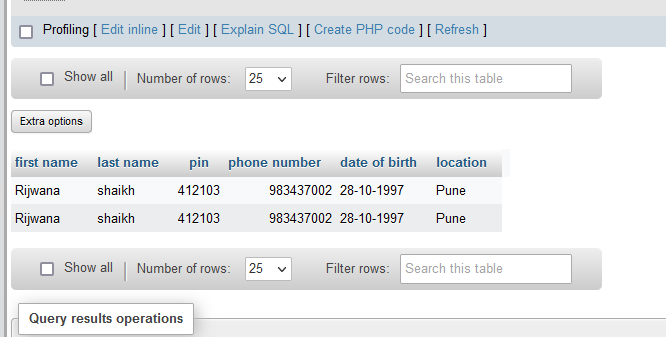 Profiling [ Edit inline ] [ Edit ] [ Explain SQL ] [ Create PHP code ] [ Refresh ]
Show all | Number of rows: 25 Filter rows: Search this table
Extra options
first name last name pin phone number date of birth location
Rijwana shaikh 412103 983437002 28-10-1997 Pune
Rijwana shaikh 412103 983437002 28-10-1997 Pune
Show all | Number of rows: 25 Filter rows: Search this table
Query results operations